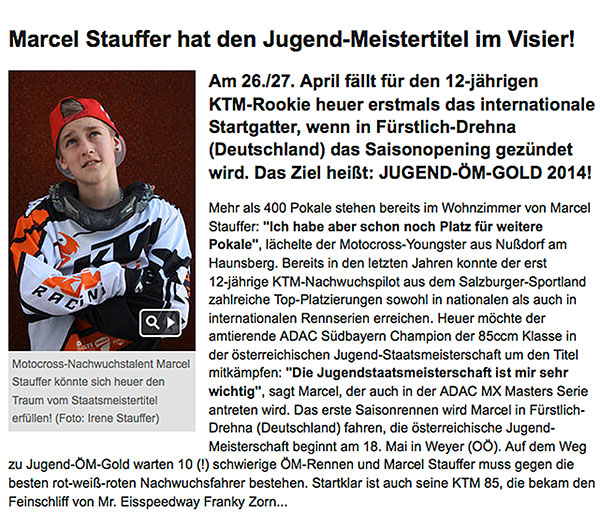 Marcel Stauffer hat den Jugend-Meistertitel im Visier!
Am 26./27. April fällt für den 12-jährigen
KTM-Rookie heuer erstmals das internationale
Startgatter, wenn in Fürstlich-Drehna
(Deutschland) das Saisonopening gezündet
wird. Das Ziel heißt: JUGEND-ÖM-GOLD 2014!
KTM
RACING
Motocross-Nachwuchstalent Marcel
Stauffer könnte sich heuer den
Traum vom Staatsmeistertitel
erfüllen! (Foto: Irene Stauffer)
Mehr als 400 Pokale stehen bereits im Wohnzimmer von Marcel
Stauffer: "Ich habe aber schon noch Platz für weitere
Pokale", lächelte der Motocross-Youngster aus Nußdorf am
Haunsberg. Bereits in den letzten Jahren konnte der erst
12-jährige KTM-Nachwuchspilot aus dem Salzburger-Sportland
zahlreiche Top-Platzierungen sowohl in nationalen als auch in
internationalen Rennserien erreichen. Heuer möchte der
amtierende ADAC Südbayern Champion der 85ccm Klasse in
der österreichischen Jugend-Staatsmeisterschaft um den Titel
mitkämpfen: "Die Jugendstaatsmeisterschaft ist mir sehr
wichtig", sagt Marcel, der auch in der ADAC MX Masters Serie
antreten wird. Das erste Saisonrennen wird Marcel in Fürstlich-
Drehna (Deutschland) fahren, die österreichische Jugend-
Meisterschaft beginnt am 18. Mai in Weyer (OÖ). Auf dem Weg
zu Jugend-ÖM-Gold warten 10 (!) schwierige ÖM-Rennen und Marcel Stauffer muss gegen die
besten rot-weiß-roten Nachwuchsfahrer bestehen. Startklar ist auch seine KTM 85, die bekam den
Feinschliff von Mr. Eisspeedway Franky Zorn...